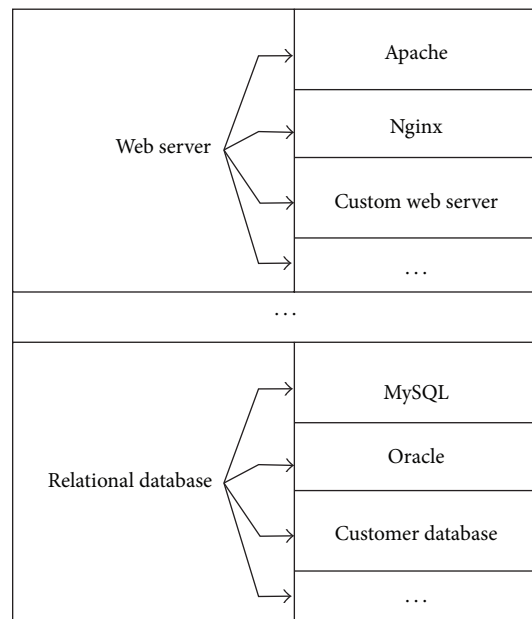 Web server
Apache
Nginx
Custom web server
...
...
Relational database
MySQL
Oracle
Customer database
...